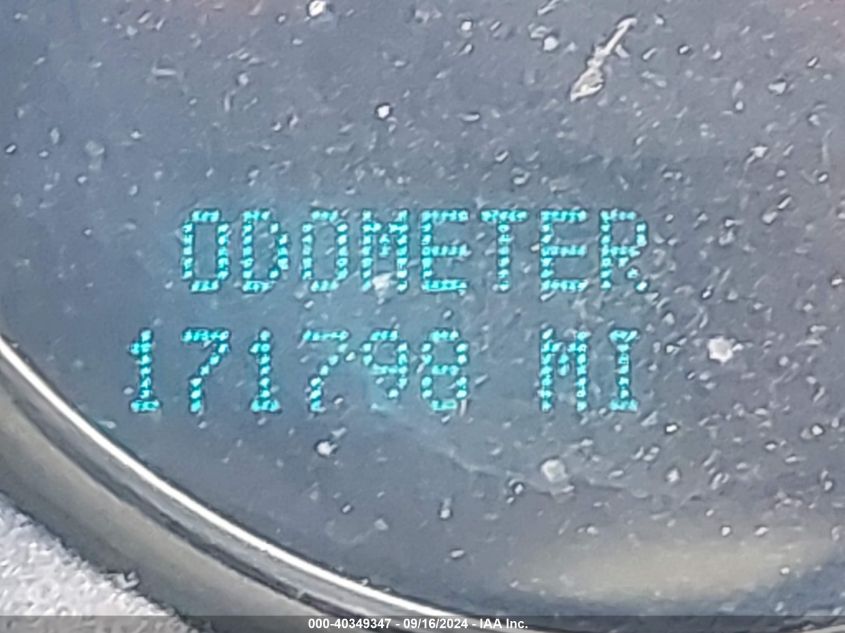 ODOMETER
171798 MI
000-40349347 - 09/16/2024 - IAA Inc.